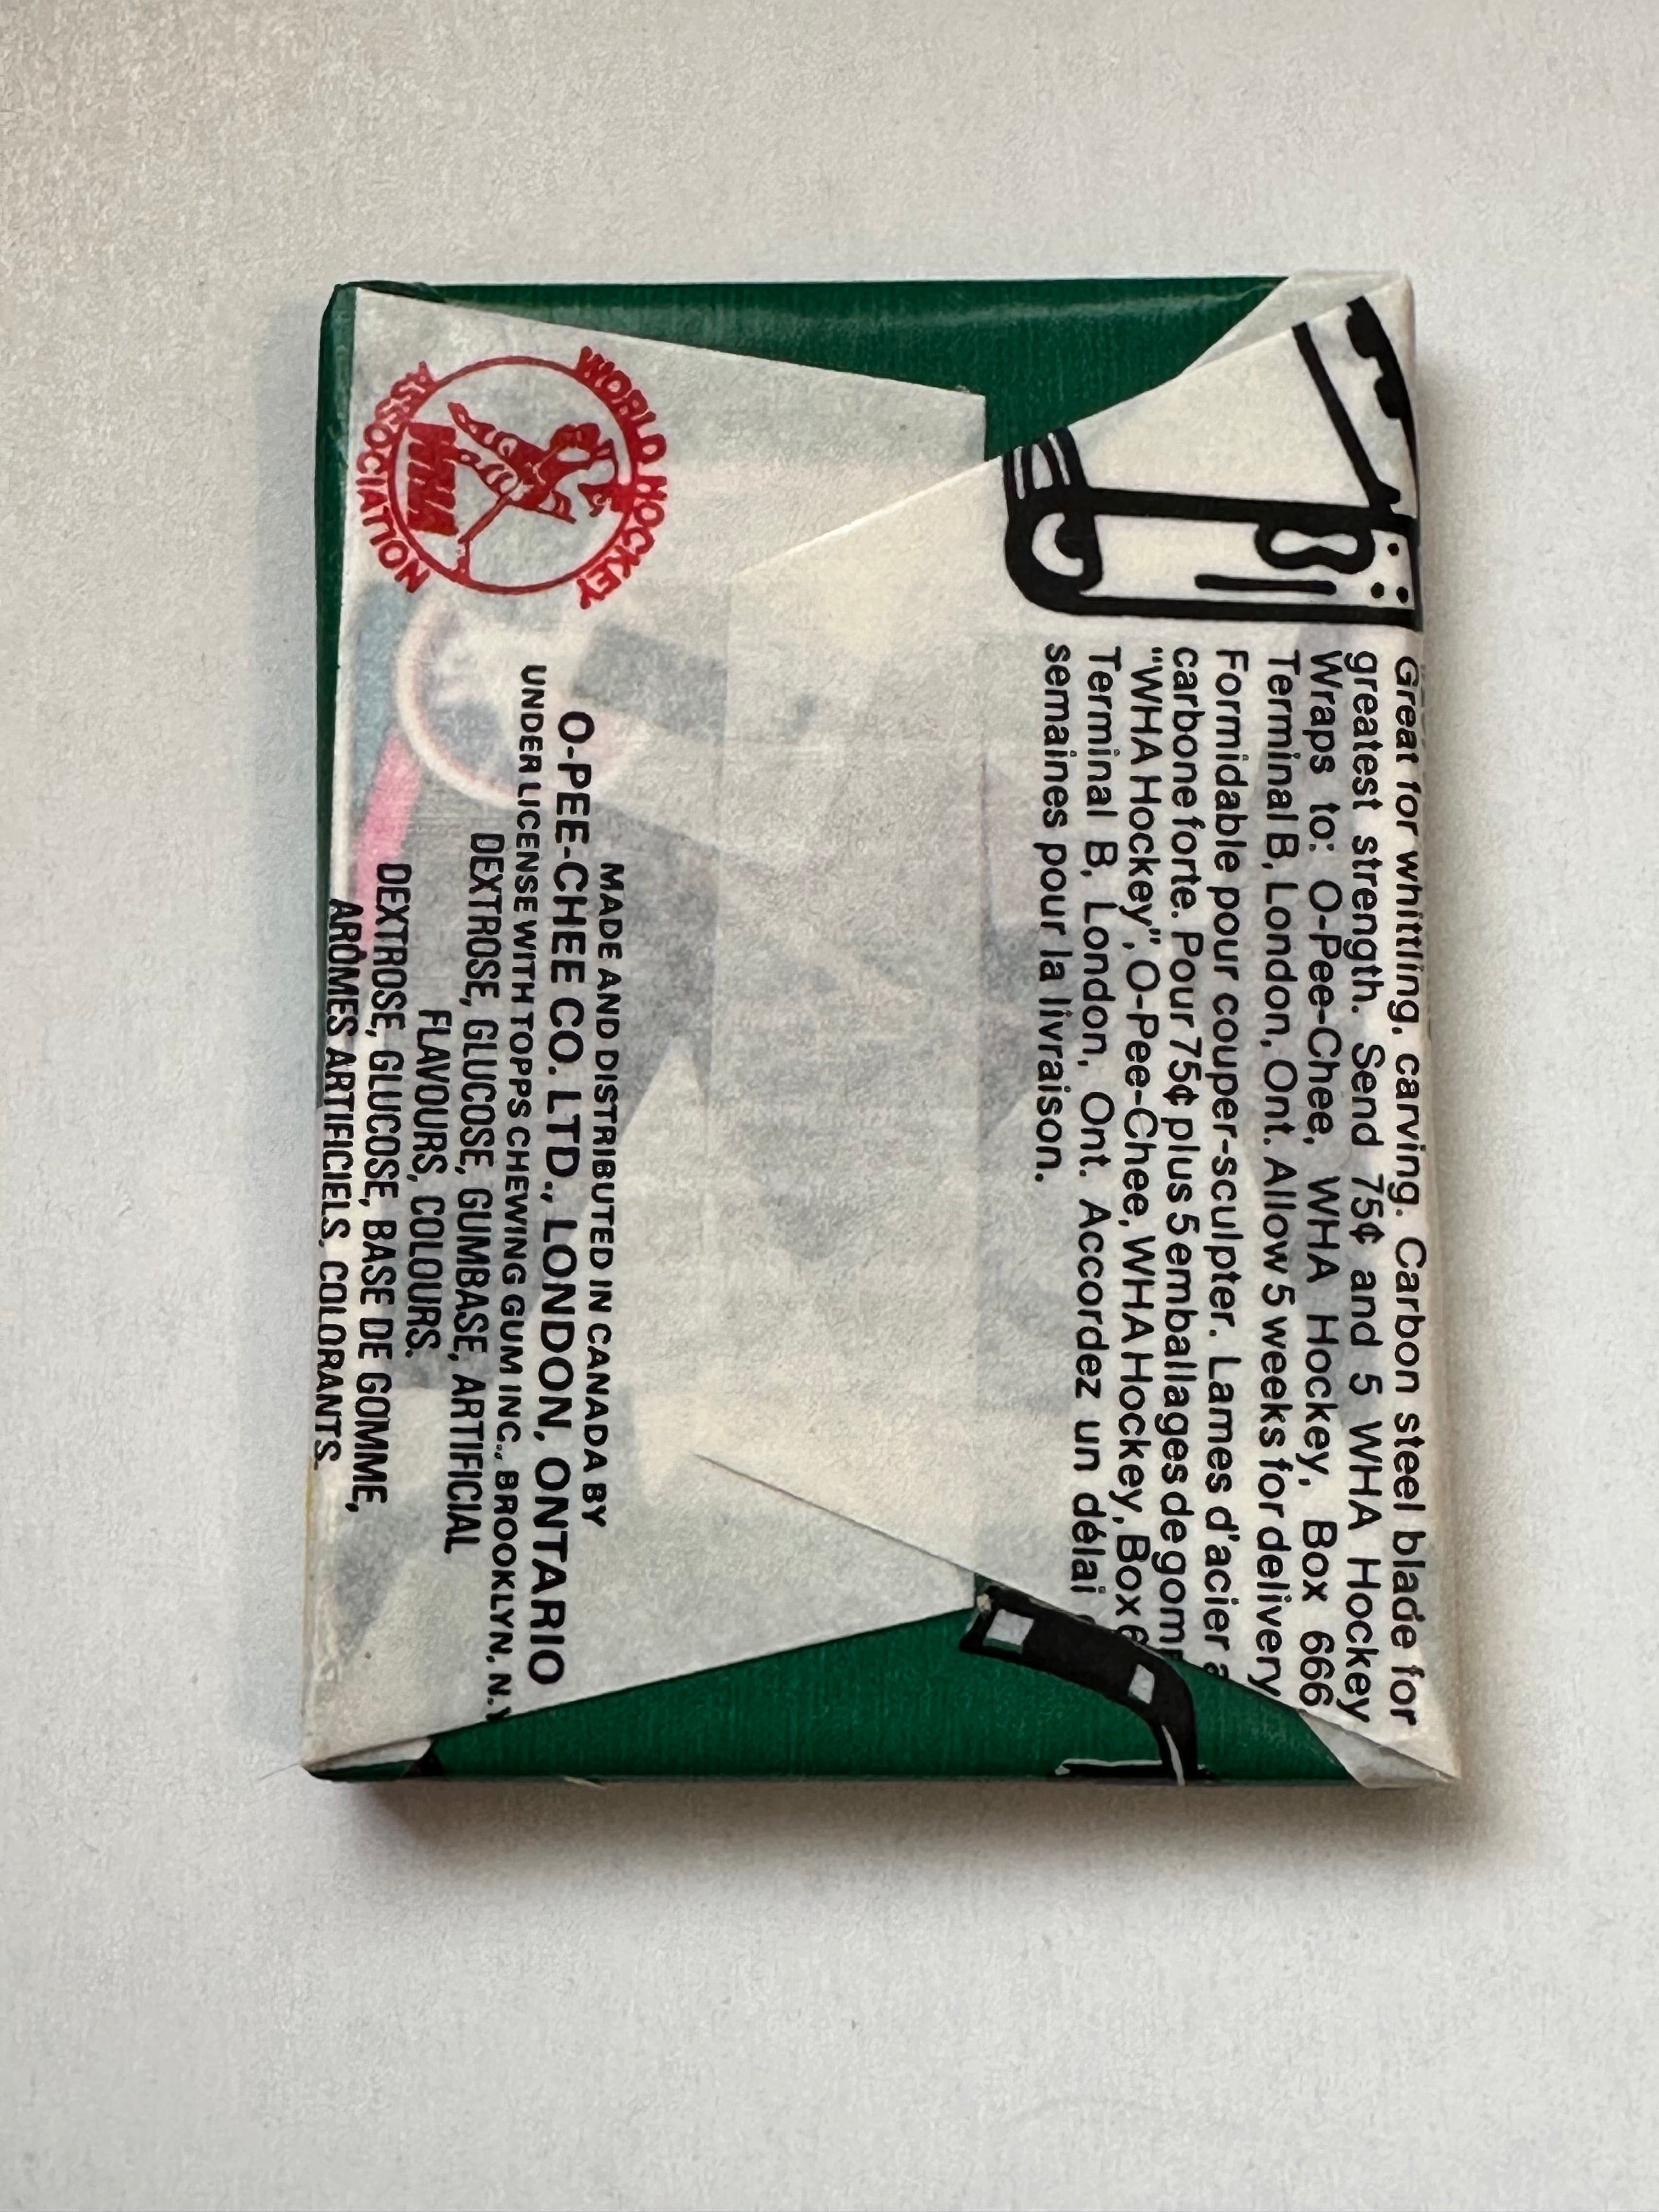 Great for whittling, carving. Carbon steel blade for
greatest strength. Send 75¢ and 5 WHA Hockey
Wraps to: O-Pee-Chee, WHA Hockey, Box 666
Terminal B, London, Ont. Allow 5 weeks for delivery
Formidable pour couper-sculpter. Lames d'acier a
carbone forte. Pour 75¢ plus 5 emballages de gom
"WHA Hockey", O-Pee-Chee, WHA Hockey, Box 6
Terminal B, London, Ont. Accordez un délai
semaines pour la livraison.
WORLD HOCKEY
WHA
ASSOCIATION
MADE AND DISTRIBUTED IN CANADA BY
O-PEE-CHEE CO. LTD., LONDON, ONTARIO
UNDER LICENSE WITH TOPPS CHEWING GUM INC., BROOKLYN, N.Y
DEXTROSE, GLUCOSE, GUMBASE, ARTIFICIAL
FLAVOURS, COLOURS.
DEXTROSE, GLUCOSE, BASE DE GOMME,
ARÔMES ARTIFICIELS, COLORANTS.